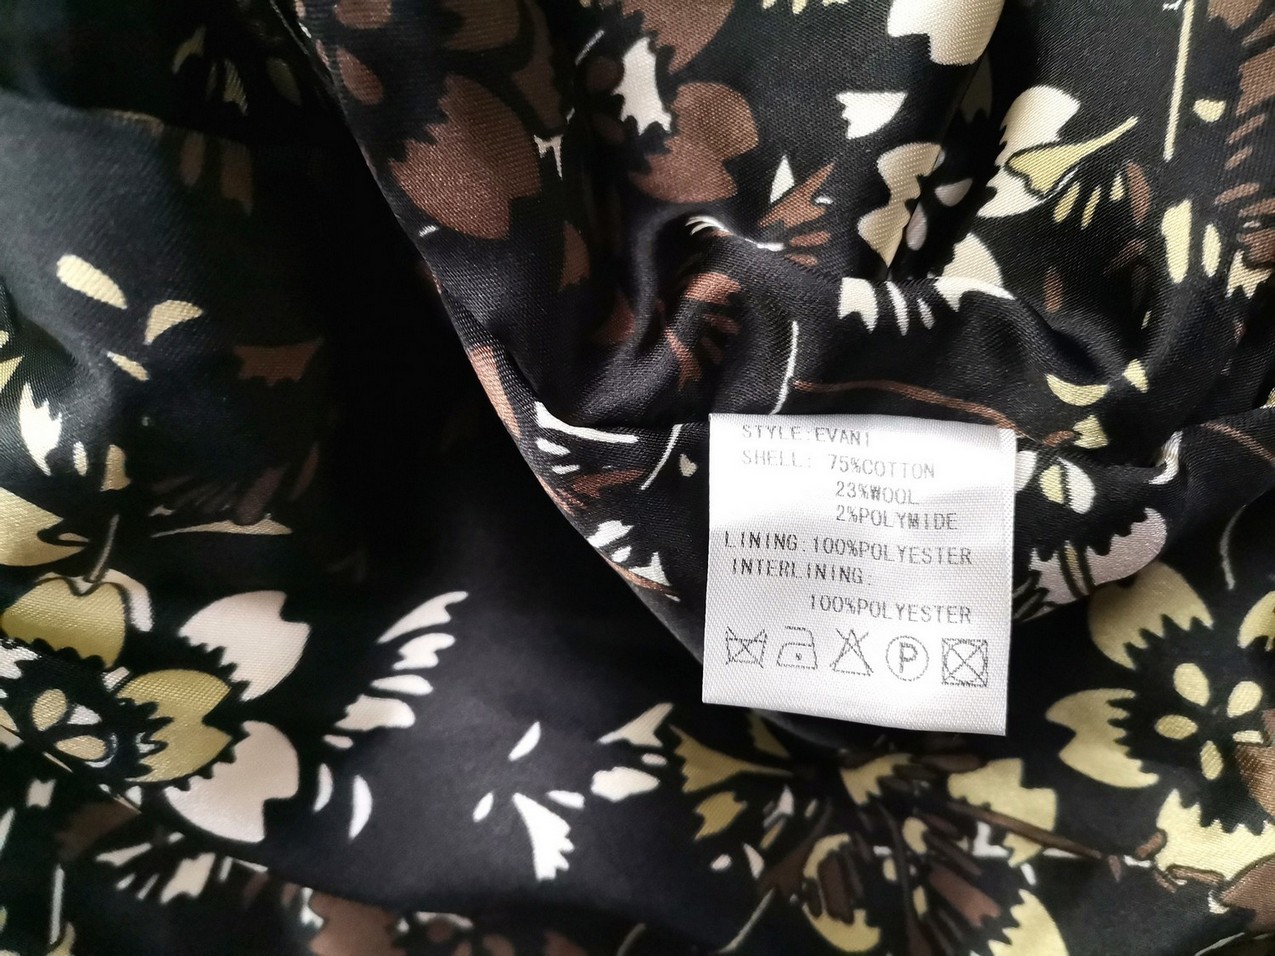 STYLE:EVANI
SHELL: 75%COTTON
23%WOOL
2%POLYMIDE
LINING:100%POLYESTER
INTERLINING:
100%POLYESTER
P